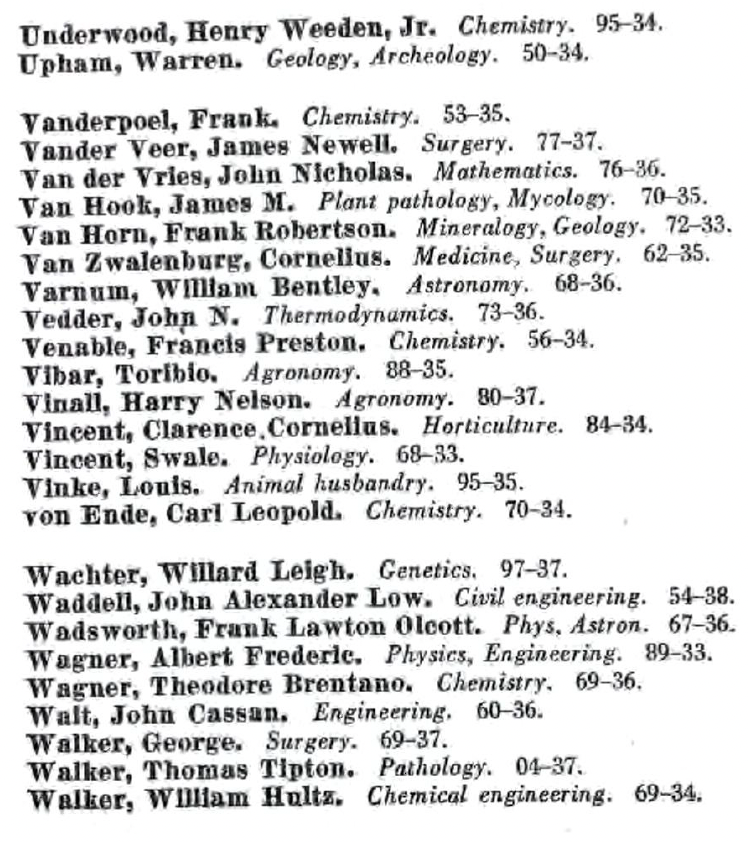 Underwood, Henry Weeden, Jr. Chemistry. 95–34.
Upham, Warren. Geology, Archeology. 50–34.
Vanderpoel, Frank. Chemistry. 53–35.
Vander Veer, James Newell. Surgery. 77–37.
Van der Vries, John Nicholas. Mathematics. 76–36.
Van Hook, James M. Plant pathology, Mycology. 70–35.
Van Horn, Frank Robertson. Mineralogy, Geology. 72–33.
Van Zwalenburg, Cornelius. Medicine, Surgery. 62–35.
Varnum, William Bentley. Astronomy. 68–36.
Vedder, John N. Thermodynamics. 73–36.
Venable, Francis Preston. Chemistry. 56–34.
Vibar, Toribio. Agronomy. 88–35.
Vinall, Harry Nelson. Agronomy. 80–37.
Vincent, Clarence Cornelius. Horticulture. 84–34.
Vincent, Swale. Physiology. 68–33.
Vinke, Louis. Animal husbandry. 95–35.
von Ende, Carl Leopold. Chemistry. 70–34.
Wachter, Willard Leigh. Genetics. 97–37.
Waddell, John Alexander Low. Civil engineering. 54–38.
Wadsworth, Frank Lawton Olcott. Phys, Astron. 67–36.
Wagner, Albert Frederic. Physics, Engineering. 89–33.
Wagner, Theodore Brentano. Chemistry. 69–36.
Wait, John Cassan. Engineering. 60–36.
Walker, George. Surgery. 69–37.
Walker, Thomas Tipton. Pathology. 04–37.
Walker, William Hultz. Chemical engineering. 69–34.